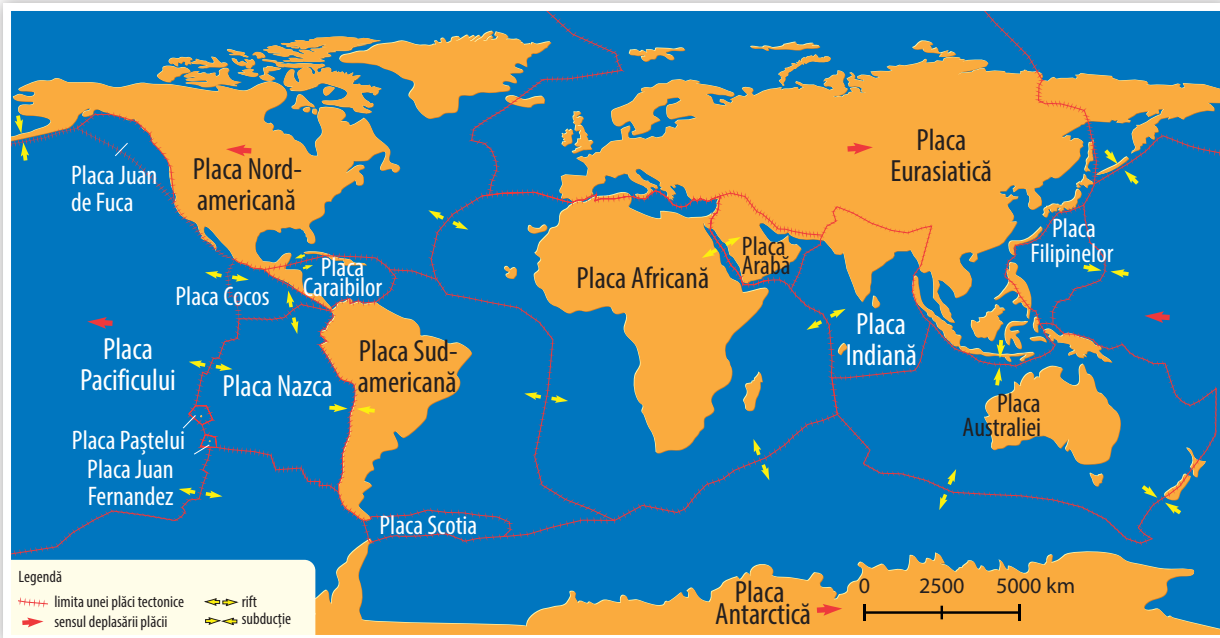 Placa Juan
de Fuca
Placa Nord-
americană
Placa
Eurasiatică
Placa
Filipinelor
Placa
Arabă
Placa Africană
Placa
Caraibilor
Placa Cocos
Placa
Pacificului
Placa Nazca
Placa Sud-
americană
Placa
Indiană
Placa
Australiei
Placa Paștelui
Placa Juan
Fernandez
Placa Scotia
Placa
Antarctică
0 2500 5000 km
Legendă
limita unei plăci tectonice
sensul deplasării plăcii
rift
subducție